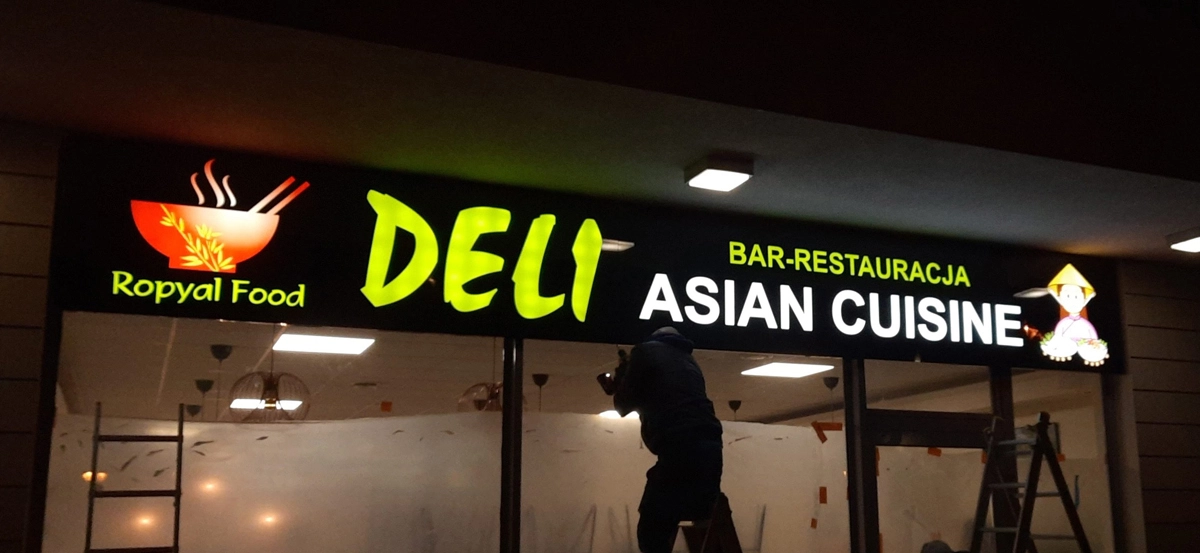 Ropyal Food
DELI
BAR-RESTAURACJA
ASIAN CUISINE